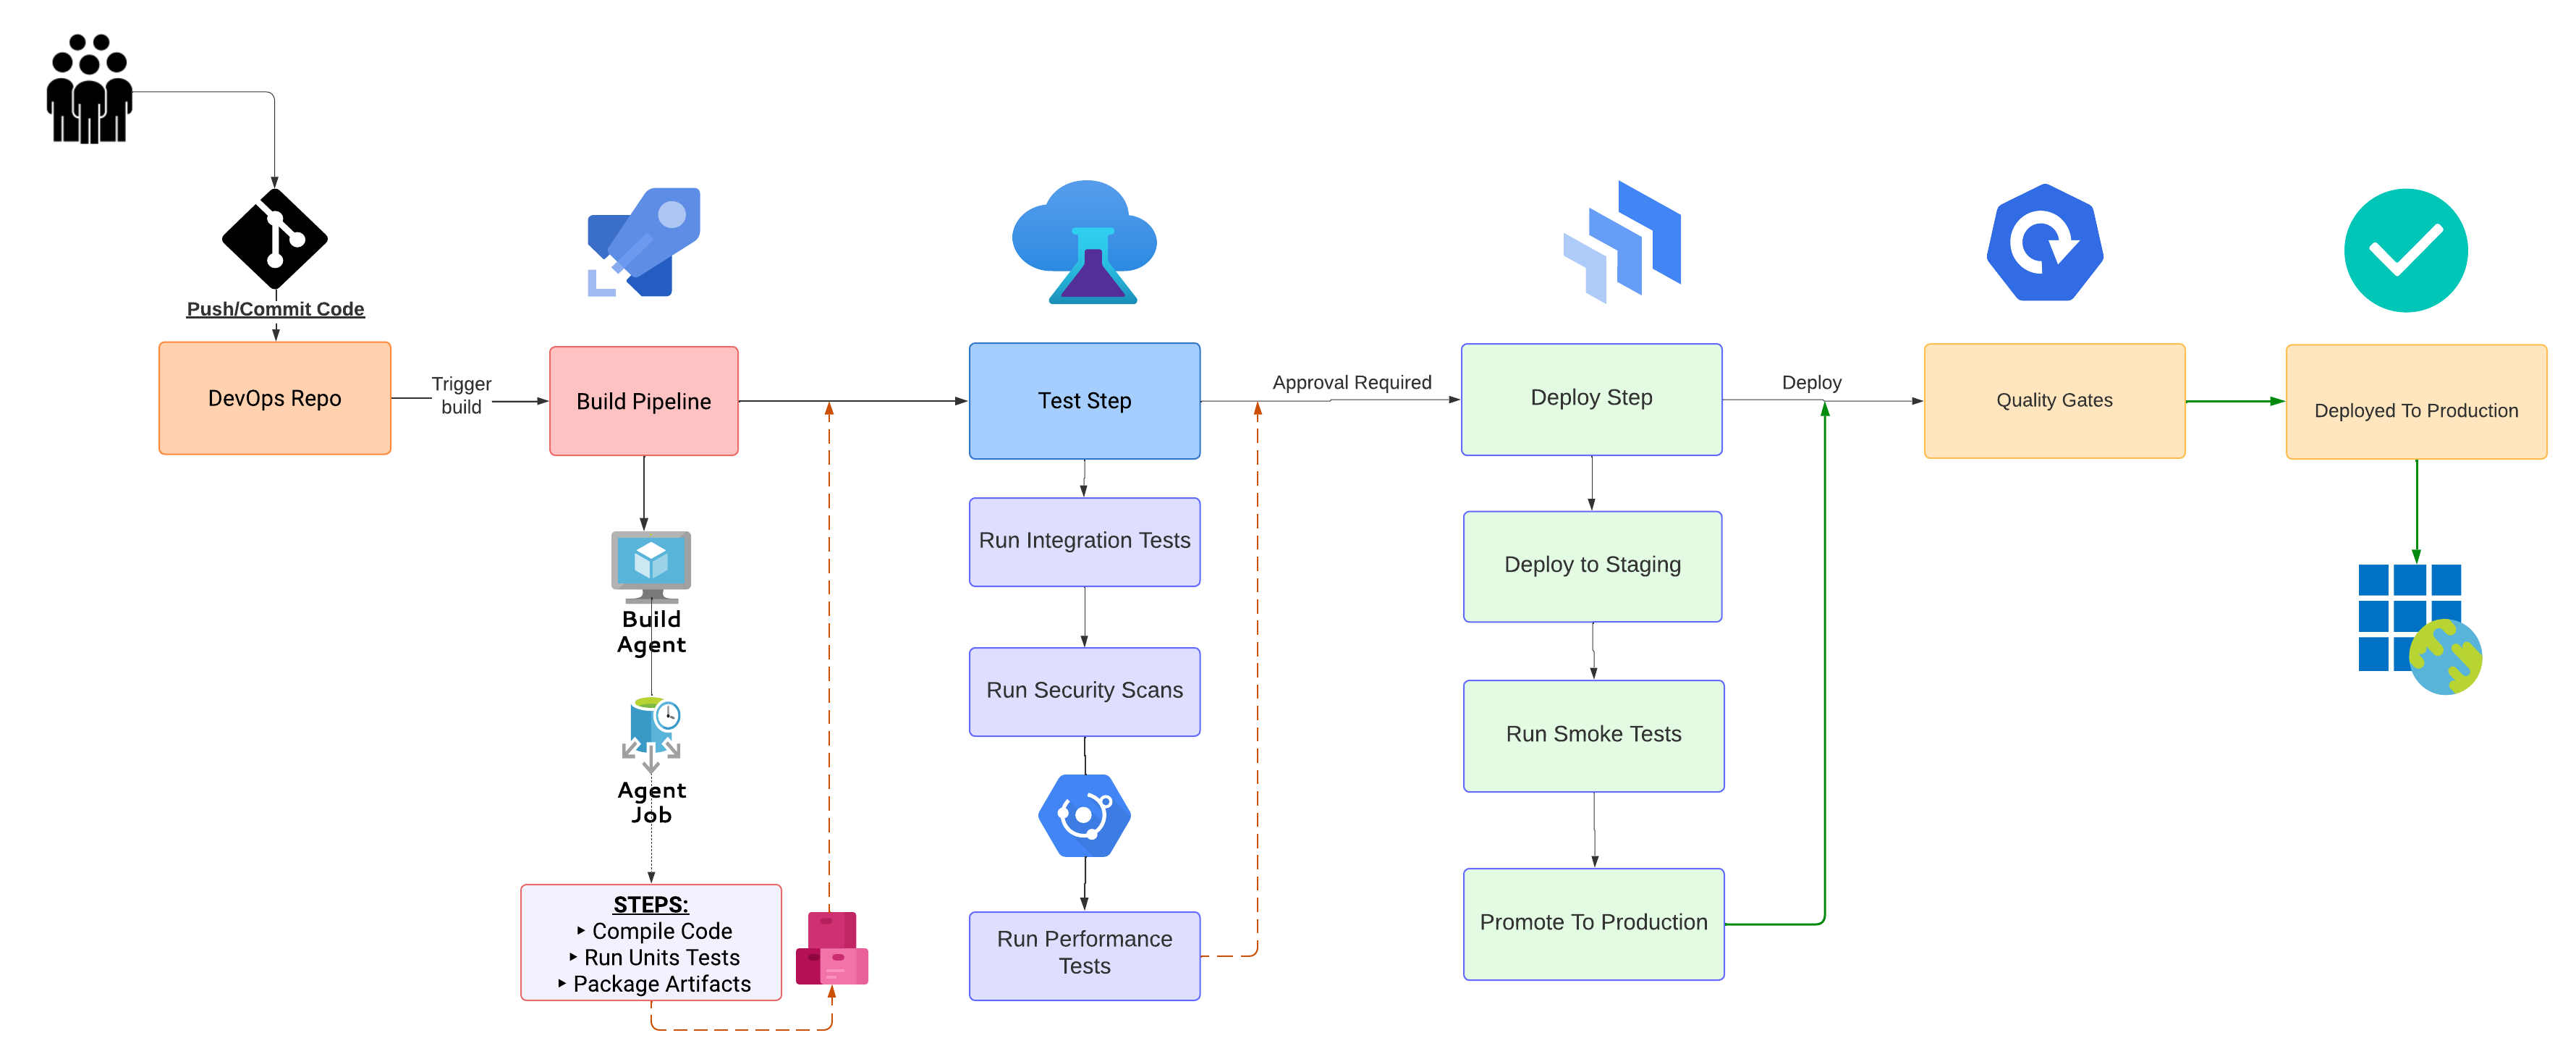 Push/Commit Code
DevOps Repo
Trigger
build
Build Pipeline
Build
Agent
Agent
Job
STEPS:
‣ Compile Code
‣ Run Units Tests
‣ Package Artifacts
Test Step
Run Integration Tests
Run Security Scans
Run Performance
Tests
Approval Required
Deploy Step
Deploy to Staging
Run Smoke Tests
Promote To Production
Deploy
Quality Gates
Deployed To Production